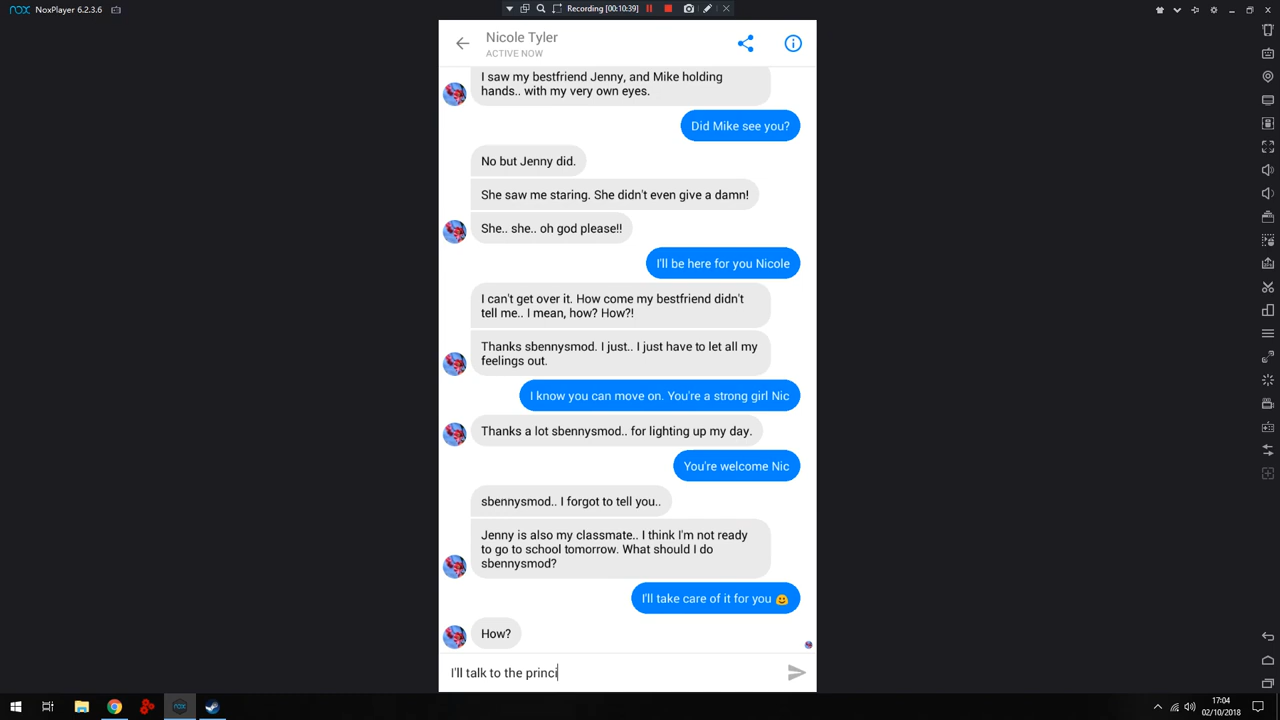 NoxPlayer 6.2.3.6
Recording [00:10:39]
Nicole Tyler
ACTIVE NOW
I saw my bestfriend Jenny, and Mike holding
hands.. with my very own eyes.
Did Mike see you?
No but Jenny did.
She saw me staring. She didn't even give a damn!
She.. she.. oh god please!!
I'll be here for you Nicole
I can't get over it. How come my bestfriend didn't
tell me.. I mean, how? How?!
Thanks sbennysmod. I just.. I just have to let all my
feelings out.
I know you can move on. You're a strong girl Nic
Thanks a lot sbennysmod.. for lighting up my day.
You're welcome Nic
sbennysmod.. I forgot to tell you..
Jenny is also my classmate.. I think I'm not ready
to go to school tomorrow. What should I do
sbennysmod?
I'll take care of it for you 😃
How?
I'll talk to the princi
17:04
02/10/2018